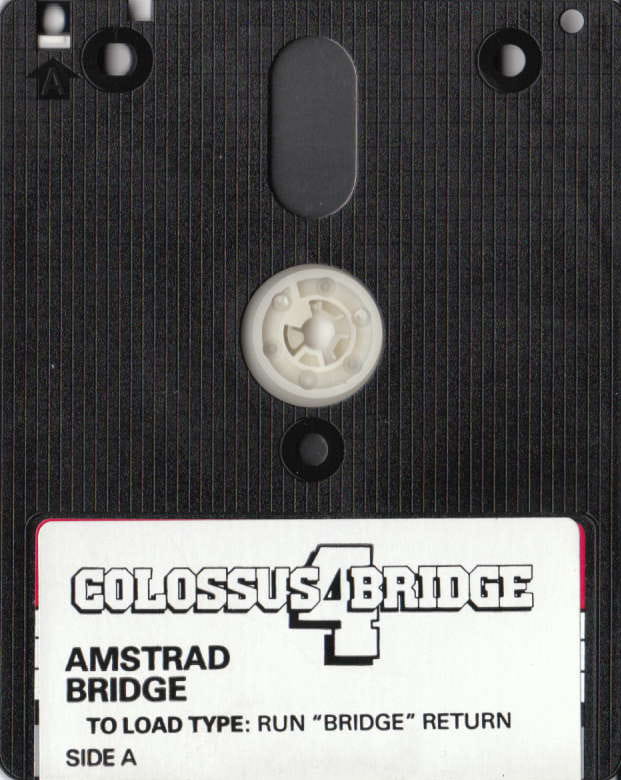 A
COLOSSUS 4 BRIDGE
AMSTRAD
BRIDGE
TO LOAD TYPE: RUN “BRIDGE” RETURN
SIDE A